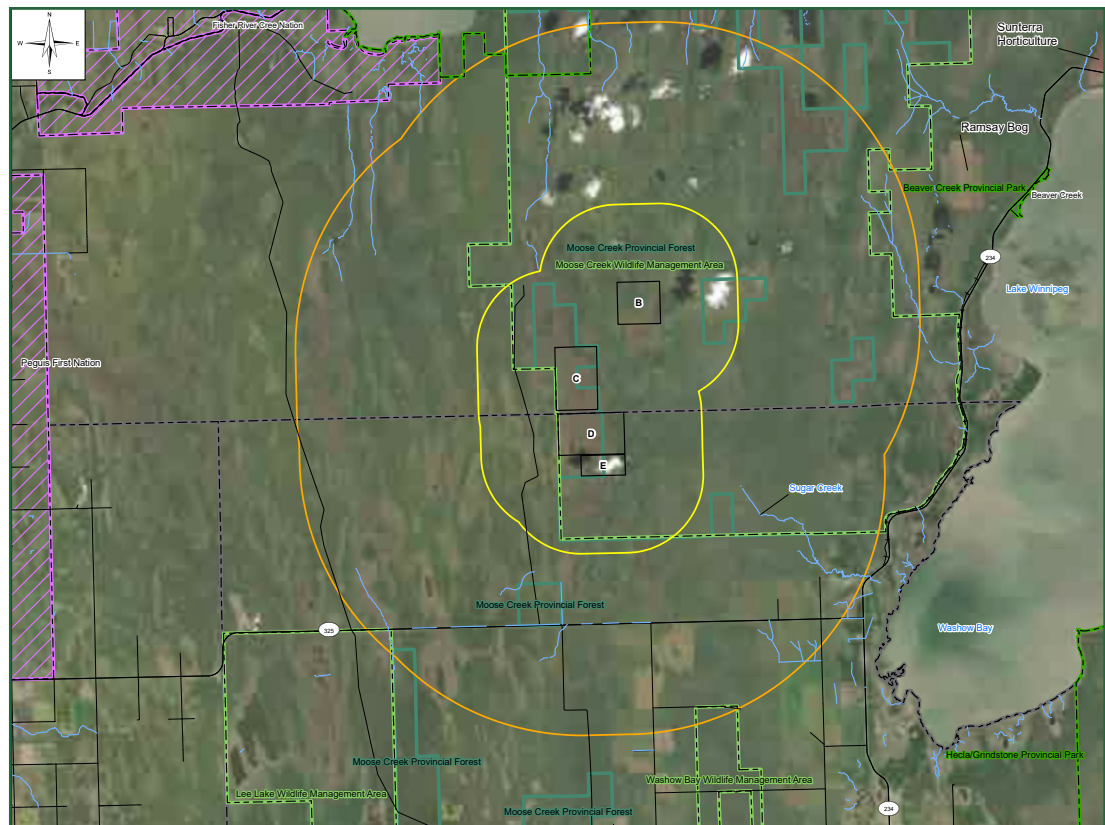 N
W E
S
Fisher River Cree Nation
Sunterra
Horticulture
Ramsay Bog
Beaver Creek Provincial Park
Beaver Creek
Moose Creek Provincial Forest
Moose Creek Wildlife Management Area
234
Lake Winnipeg
B
Peguis First Nation
C
D
E
Sugar Creek
Moose Creek Provincial Forest
325
Washow Bay
Hecla/Grindstone Provincial Park
Moose Creek Provincial Forest
Washow Bay Wildlife Management Area
Lee Lake Wildlife Management Area
Moose Creek Provincial Forest
234